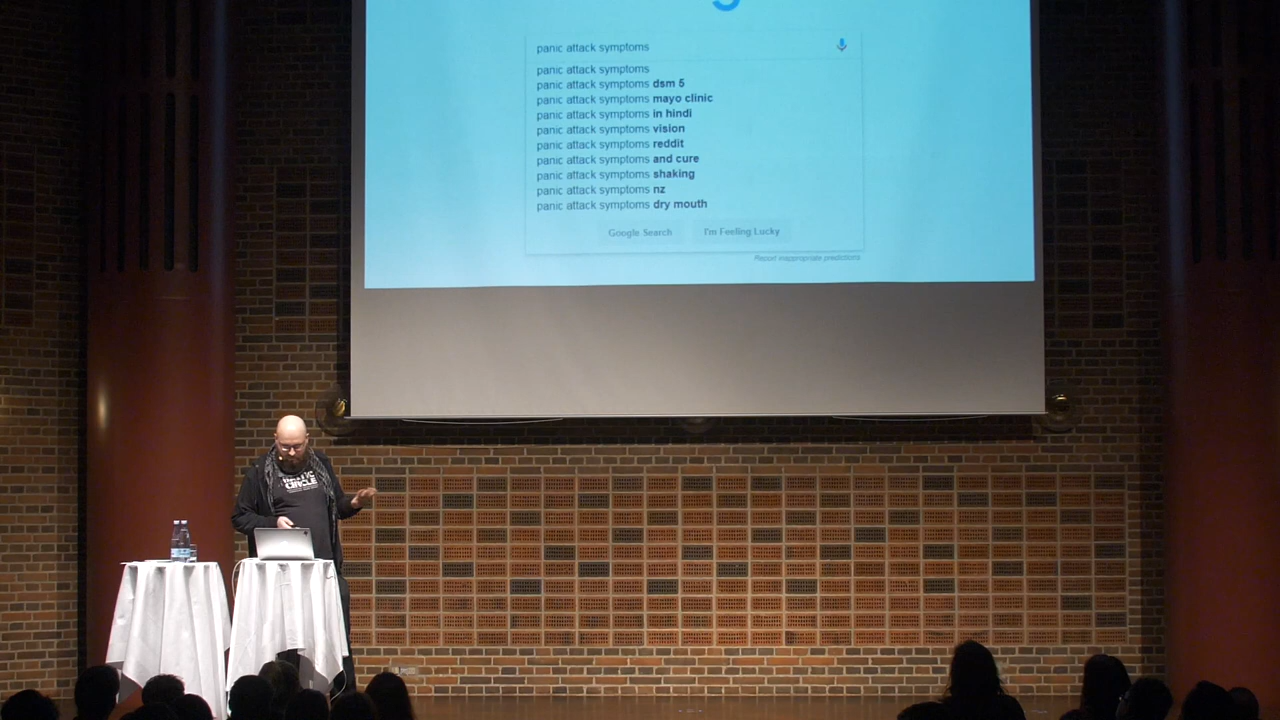 g
panic attack symptoms
panic attack symptoms
panic attack symptoms dsm 5
panic attack symptoms mayo clinic
panic attack symptoms in hindi
panic attack symptoms vision
panic attack symptoms reddit
panic attack symptoms and cure
panic attack symptoms shaking
panic attack symptoms nz
panic attack symptoms dry mouth
Google Search I'm Feeling Lucky
Report inappropriate predictions
CIRCLE